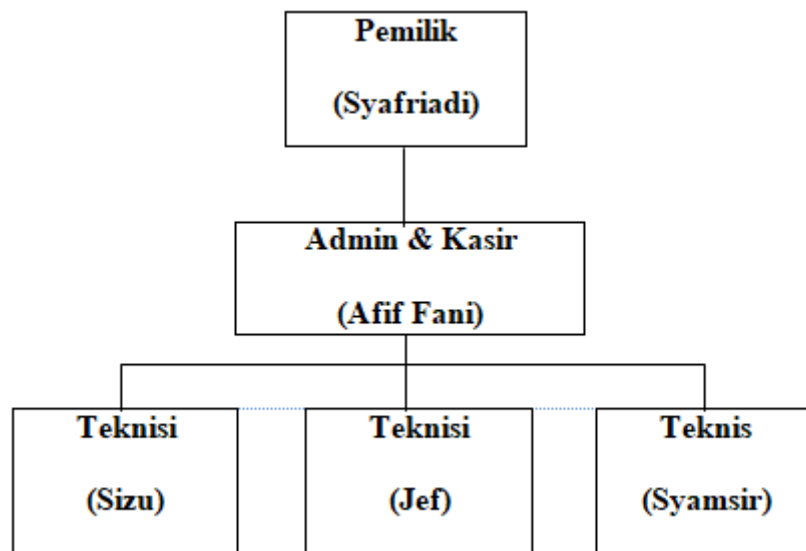 Pemilik
(Syafriadi)
Admin & Kasir
(Afif Fani)
Teknisi
(Sizu)
Teknisi
(Jef)
Teknis
(Syamsir)